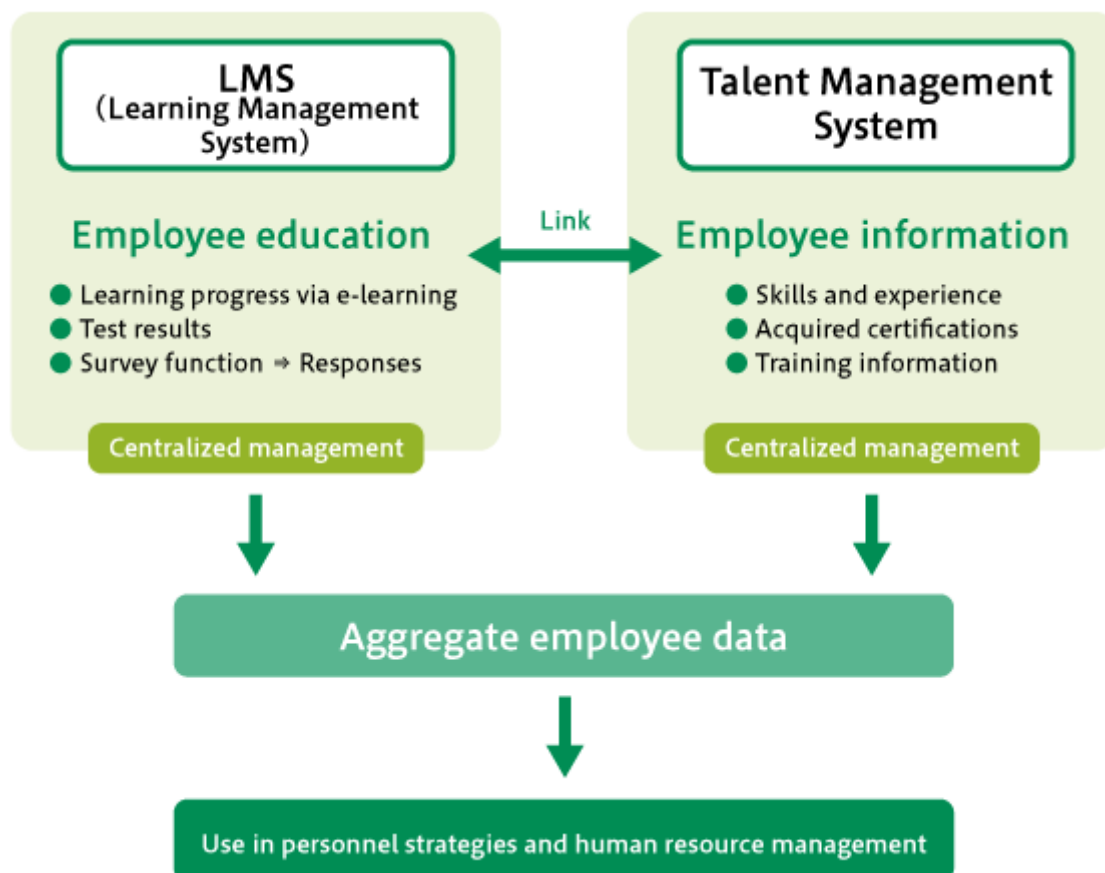 LMS
(Learning Management
System)
Employee education
● Learning progress via e-learning
● Test results
● Survey function ⇒ Responses
Centralized management
Link
Talent Management
System
Employee information
● Skills and experience
● Acquired certifications
● Training information
Centralized management
Aggregate employee data
Use in personnel strategies and human resource management